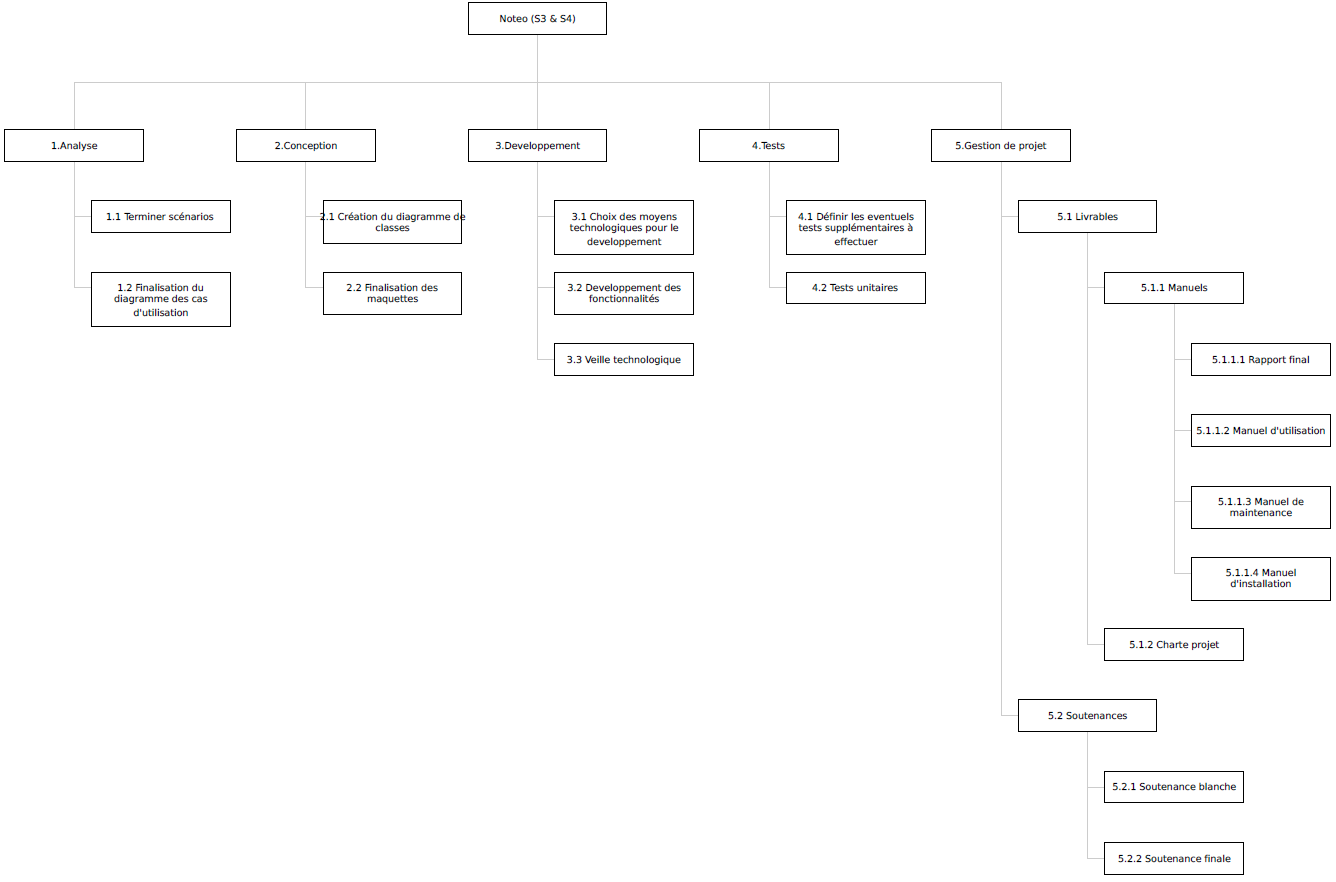 Noteo (S3 & S4)
1.Analyse
2.Conception
3.Developpement
4.Tests
5.Gestion de projet
1.1 Terminer scénarios
1.2 Finalisation du
diagramme des cas
d'utilisation
2.1 Création du diagramme de
classes
2.2 Finalisation des
maquettes
3.1 Choix des moyens
technologiques pour le
developpement
3.2 Developpement des
fonctionnalités
3.3 Veille technologique
4.1 Définir les eventuels
tests supplémentaires à
effectuer
4.2 Tests unitaires
5.1 Livrables
5.1.1 Manuels
5.1.1.1 Rapport final
5.1.1.2 Manuel d'utilisation
5.1.1.3 Manuel de
maintenance
5.1.1.4 Manuel
d'installation
5.1.2 Charte projet
5.2 Soutenances
5.2.1 Soutenance blanche
5.2.2 Soutenance finale